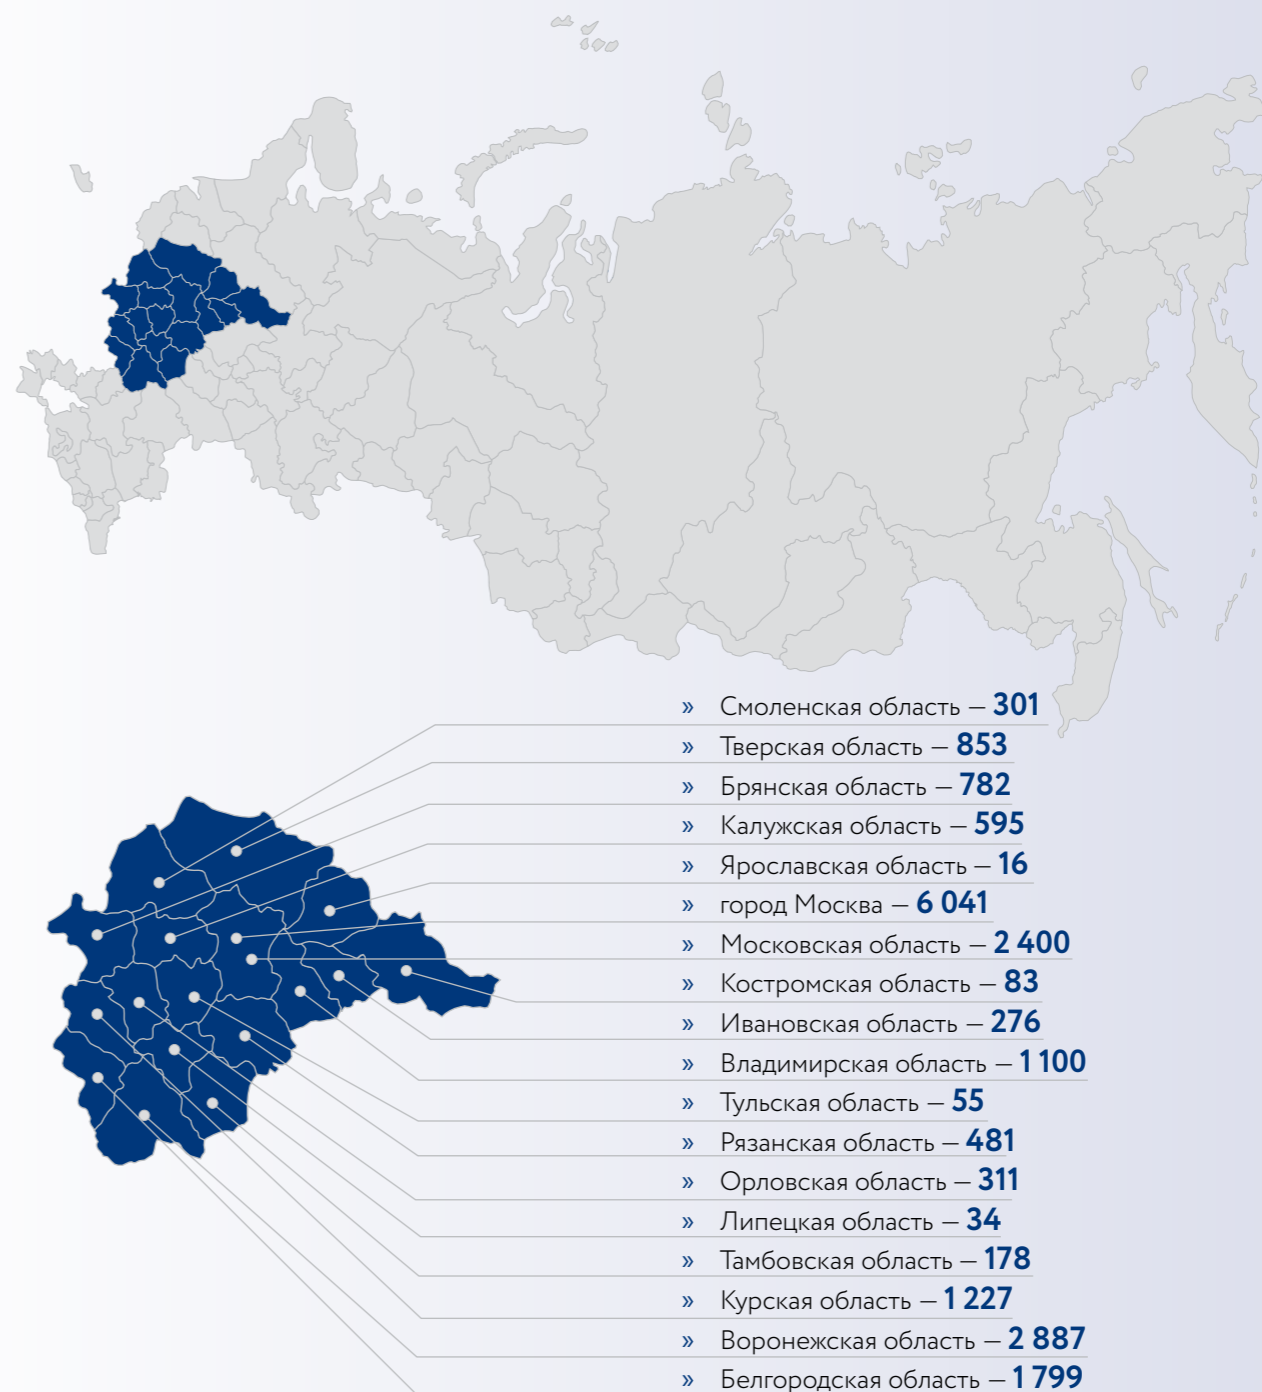 » Смоленская область – 301
» Тверская область – 853
» Брянская область – 782
» Калужская область – 595
» Ярославская область – 16
» город Москва – 6 041
» Московская область – 2 400
» Костромская область – 83
» Ивановская область – 276
» Владимирская область – 1 100
» Тульская область – 55
» Рязанская область – 481
» Орловская область – 311
» Липецкая область – 34
» Тамбовская область – 178
» Курская область – 1 227
» Воронежская область – 2 887
» Белгородская область – 1 799